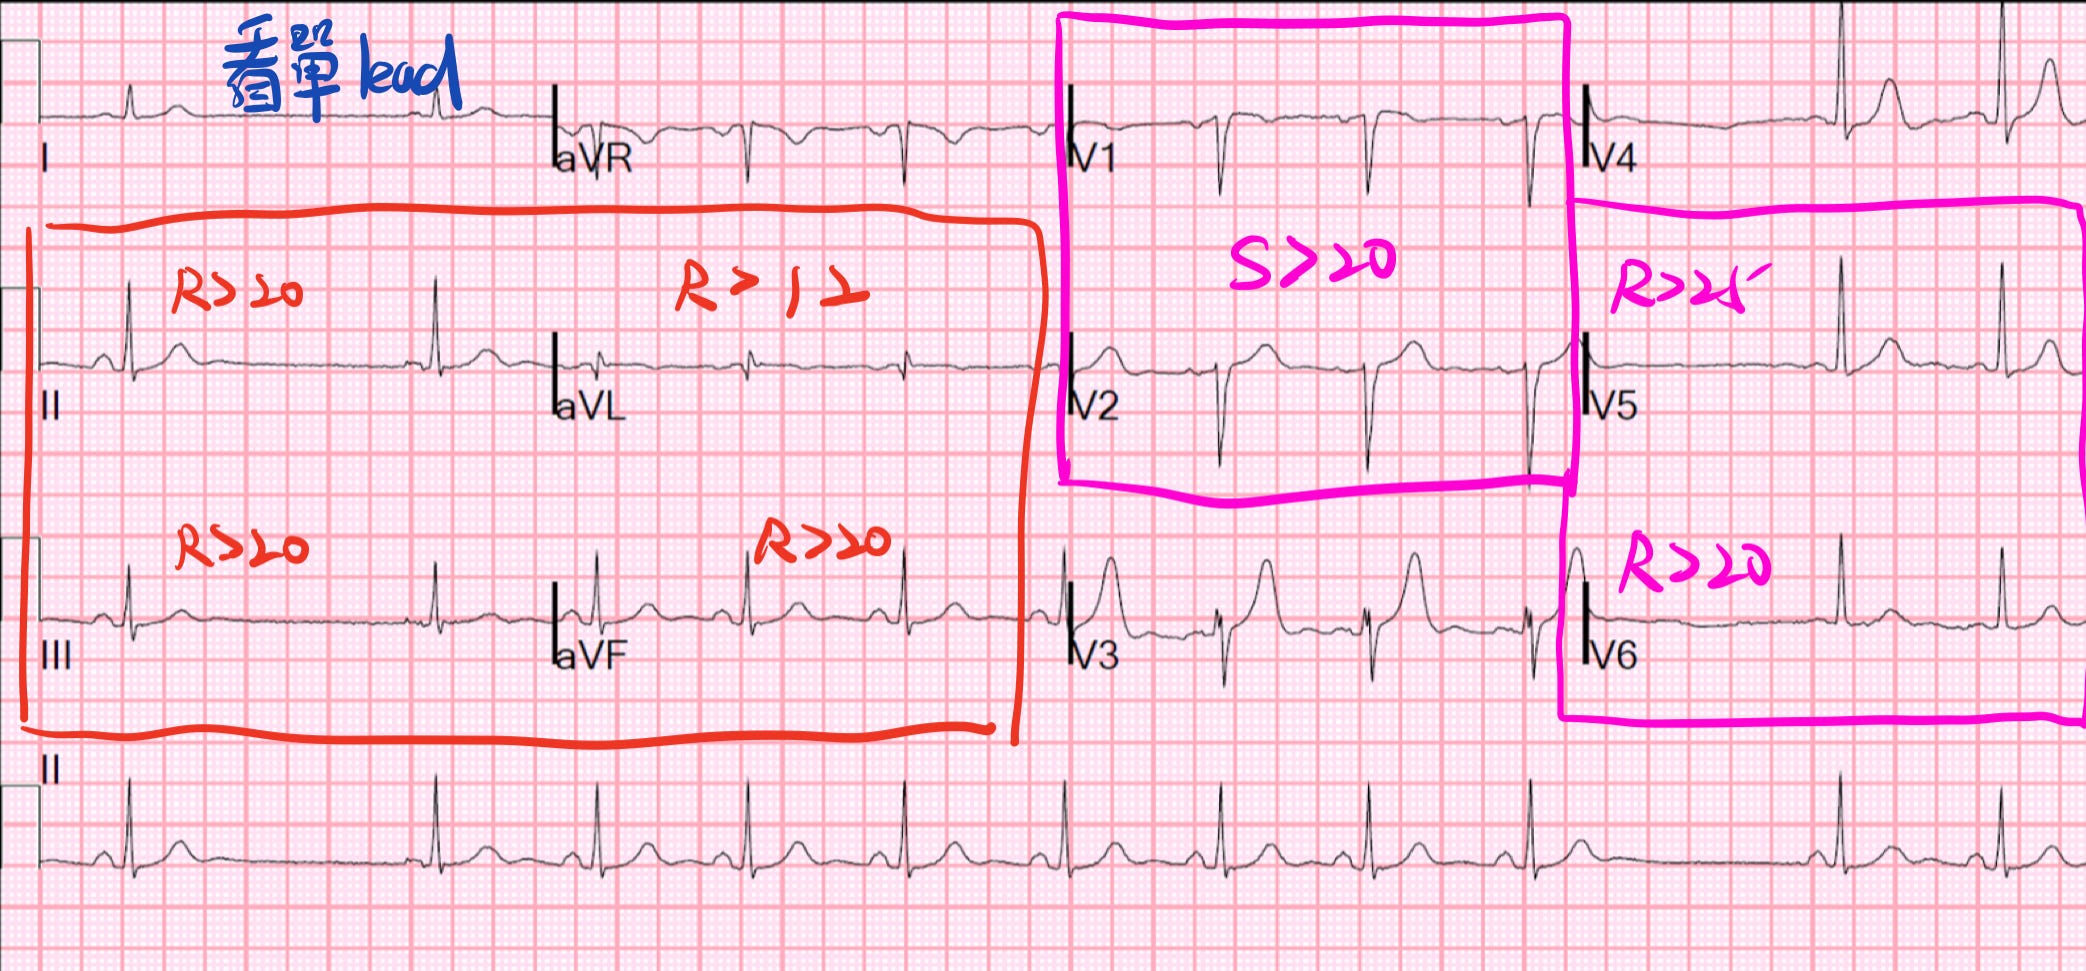 看單lead
I
aVR
V1
V4
R>20
R>12
S>20
R>25
II
aVL
V2
V5
R>20
R>20
R>20
III
aVF
V3
V6
II